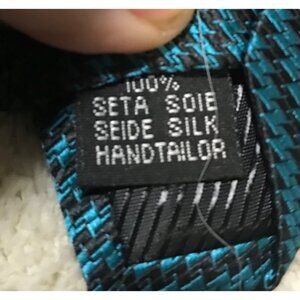 100%
SETA SOIE
SEIDE SILK
HANDTAILOR